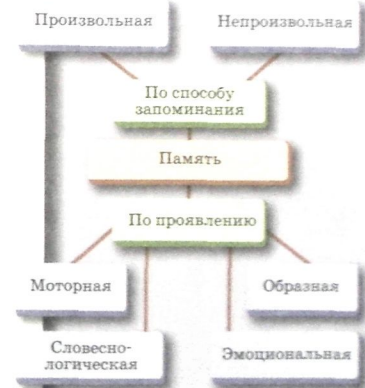 Произвольная
Непроизвольная
По способу
запоминания
Память
По проявлению
Моторная
Образная
Словесно-
логическая
Эмоциональная